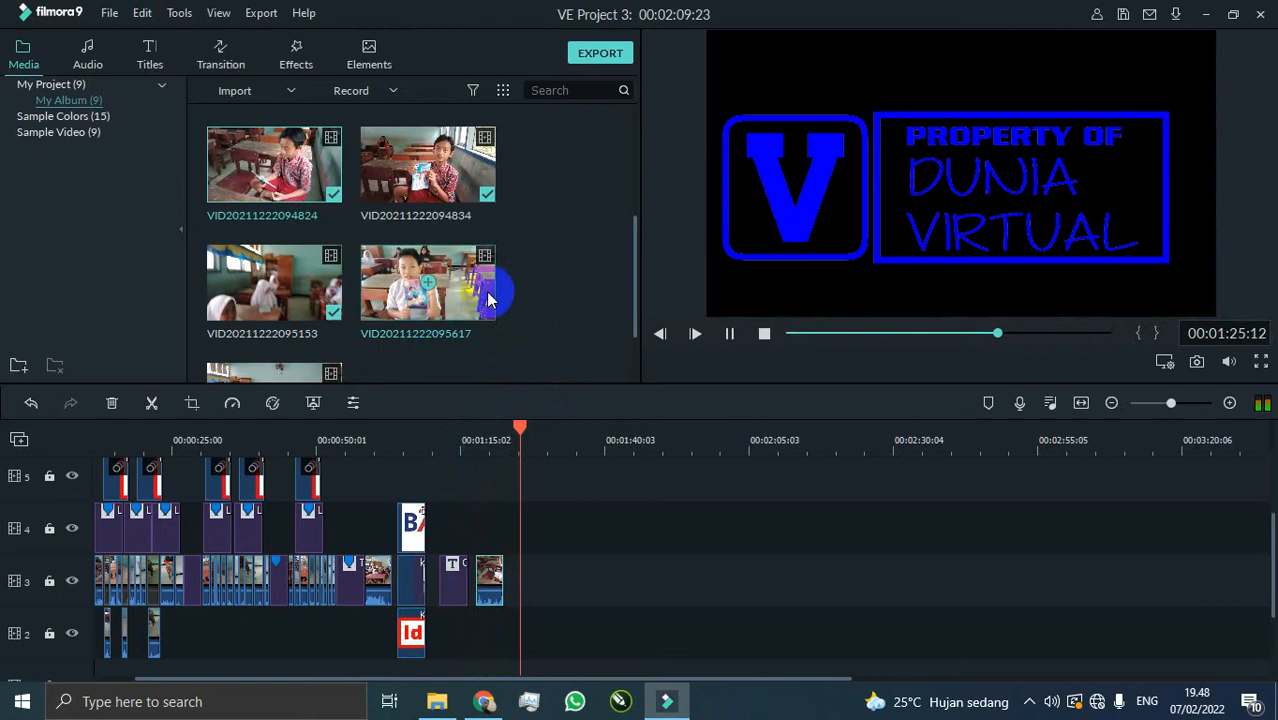 filmora9 File Edit Tools View Export Help VE Project 3: 00:02:09:23
Media Audio Titles Transition Effects Elements EXPORT
My Project (9)
My Album (9)
Sample Colors (15)
Sample Video (9)
Import Record Search
VID20211222094824 VID20211222094834
VID20211222095153 VID20211222095617
V
PROPERTY OF
DUNIA
VIRTUAL
00:01:25:12
00:00:25:00 00:00:50:01 00:01:15:02 00:01:40:03 00:02:05:03 00:02:30:04 00:02:55:05 00:03:20:06
5
4 L L L L L L BA
3 T T K T C
2 K Id
Type here to search 25°C Hujan sedang ENG 19.48
07/02/2022 10